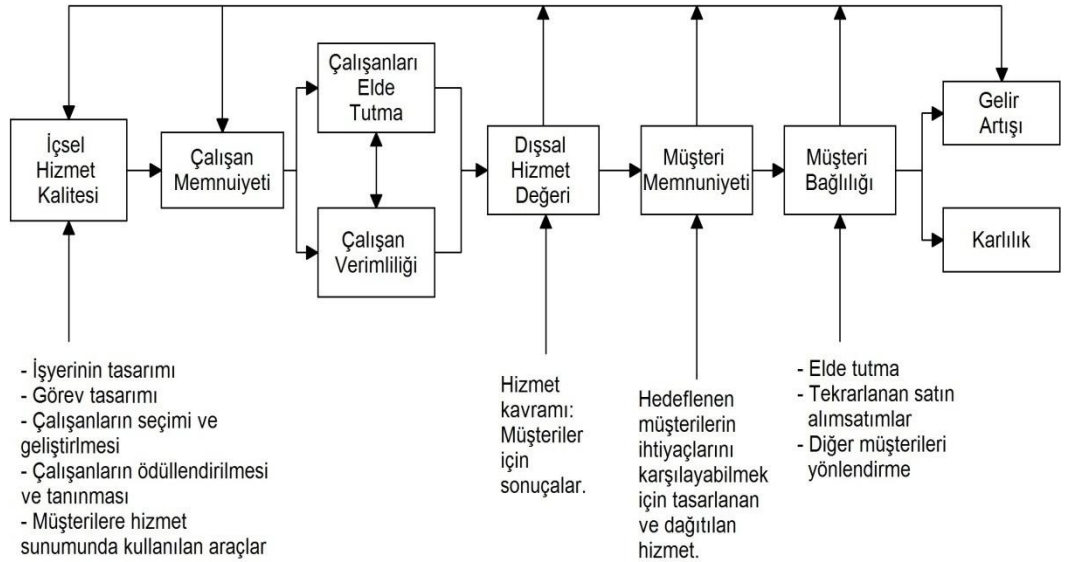 İçsel
Hizmet
Kalitesi
Çalışan
Memnuiyeti
Çalışanları
Elde
Tutma
Çalışan
Verimliliği
Dışsal
Hizmet
Değeri
Müşteri
Memnuniyeti
Müşteri
Bağlılığı
Gelir
Artışı
Karlılık
- İşyerinin tasarımı
- Görev tasarımı
- Çalışanların seçimi ve
geliştirilmesi
- Çalışanların ödüllendirilmesi
ve tanınması
- Müşterilere hizmet
sunumunda kullanılan araçlar
Hizmet
kavramı:
Müşteriler
için
sonuçalar.
Hedeflenen
müşterilerin
ihtiyaçlarını
karşılayabilmek
için tasarlanan
ve dağıtılan
hizmet.
- Elde tutma
- Tekrarlanan satın
alımsatımlar
- Diğer müşterileri
yönlendirme